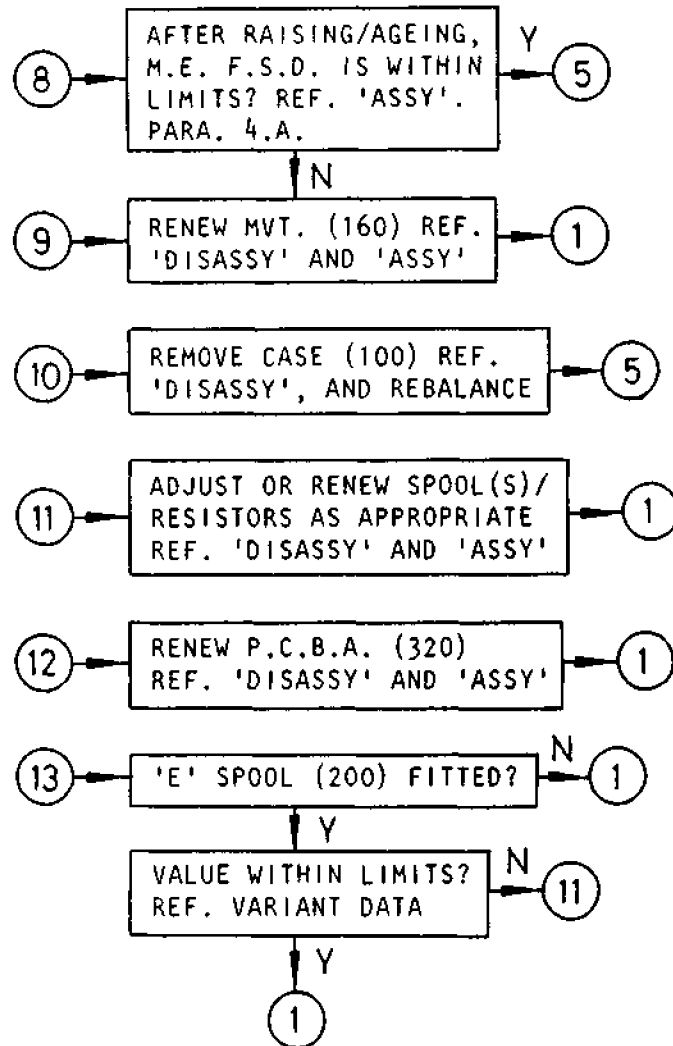 8
AFTER RAISING/AGEING,
M.E. F.S.D. IS WITHIN
LIMITS? REF. 'ASSY'.
PARA. 4.A.
Y
5
N
9
RENEW MVT. (160) REF.
'DISASSY' AND 'ASSY'
1
10
REMOVE CASE (100) REF.
'DISASSY', AND REBALANCE
5
11
ADJUST OR RENEW SPOOL(S)/
RESISTORS AS APPROPRIATE
REF. 'DISASSY' AND 'ASSY'
1
12
RENEW P.C.B.A. (320)
REF. 'DISASSY' AND 'ASSY'
1
13
'E' SPOOL (200) FITTED?
N
1
Y
VALUE WITHIN LIMITS?
REF. VARIANT DATA
N
11
Y
1